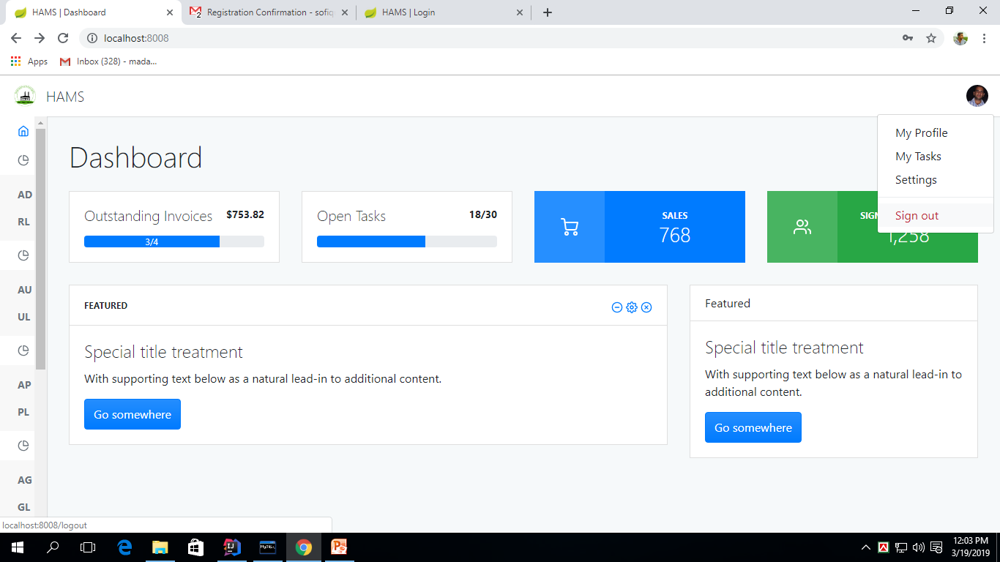 HAMS | Dashboard
Registration Confirmation - sofiq
HAMS | Login
localhost:8008
Apps
Inbox (328) - mada...
HAMS
My Profile
My Tasks
Settings
Sign out
AD
RL
AU
UL
AP
PL
AG
GL
Dashboard
Outstanding Invoices $753.82
3/4
Open Tasks 18/30
SALES
768
1,258
FEATURED
Special title treatment
With supporting text below as a natural lead-in to additional content.
Go somewhere
Featured
Special title treatment
With supporting text below as a natural lead-in to
additional content.
Go somewhere
localhost:8008/logout
12:03 PM
3/19/2019